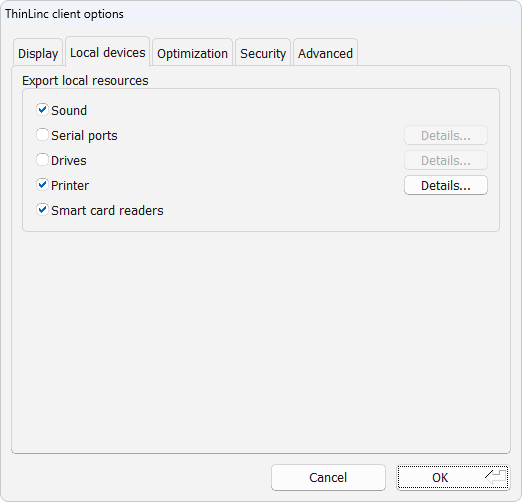 ThinLinc client options
Display Local devices Optimization Security Advanced
Export local resources
Sound
Serial ports Details...
Drives Details...
Printer Details...
Smart card readers
Cancel OK